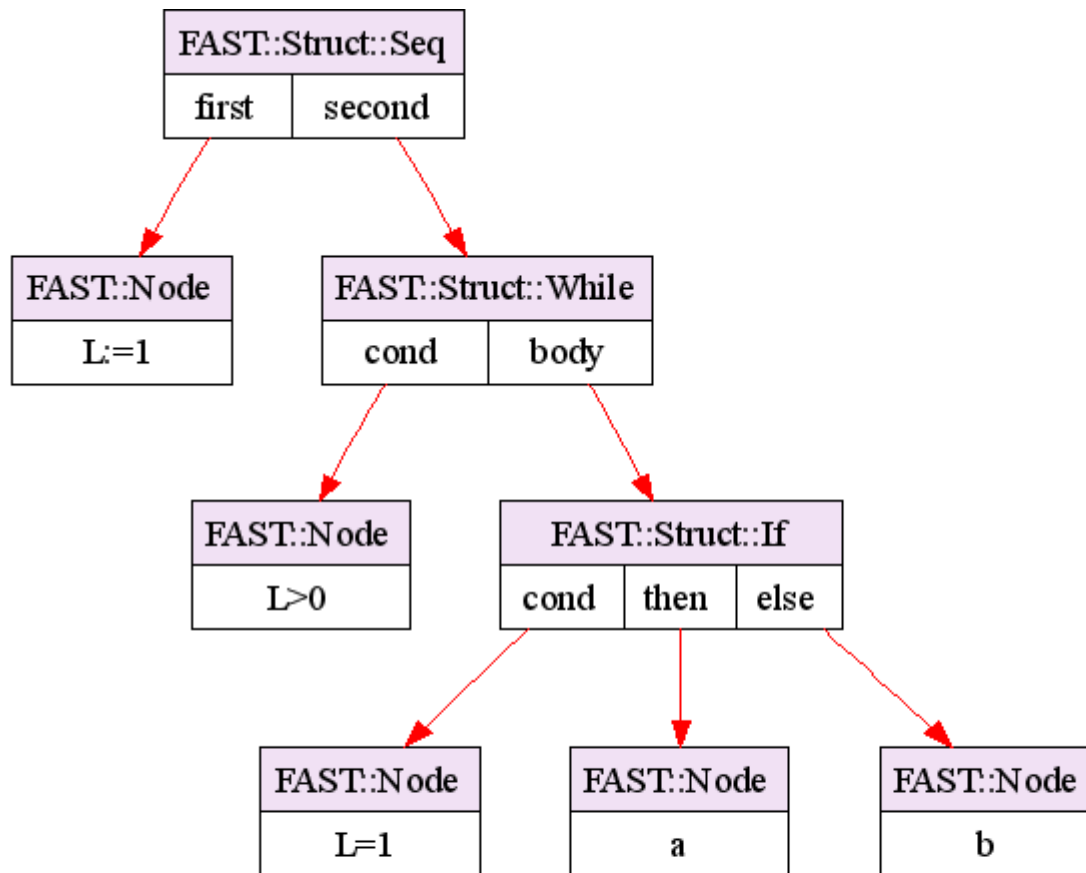 FAST::Struct::Seq
first second
FAST::Node
L:=1
FAST::Struct::While
cond body
FAST::Node
L>0
FAST::Struct::If
cond then else
FAST::Node
L=1
FAST::Node
a
FAST::Node
b